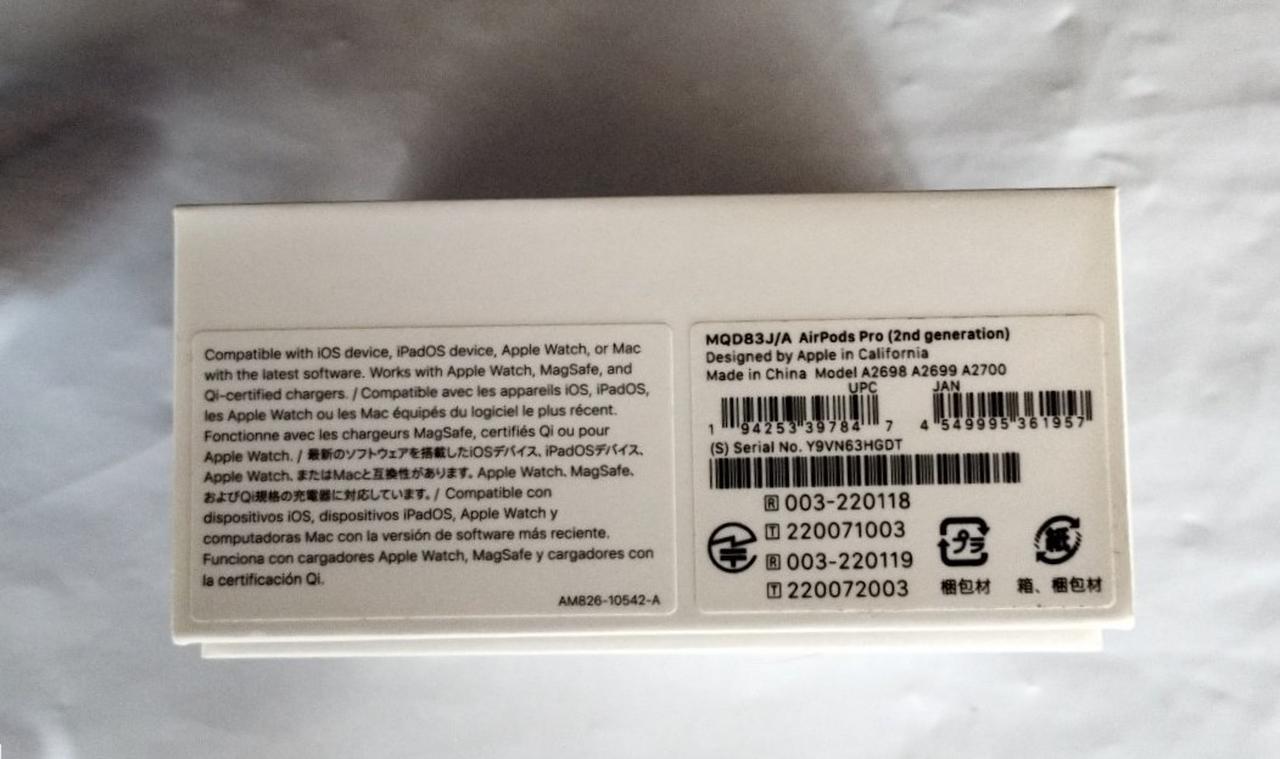 Compatible with iOS device, iPadOS device, Apple Watch, or Mac
with the latest software. Works with Apple Watch, MagSafe, and
Qi-certified chargers. / Compatible avec les appareils iOS, iPadOS,
les Apple Watch ou les Mac équipés du logiciel le plus récent.
Fonctionne avec les chargeurs MagSafe, certifiés Qi ou pour
Apple Watch. / 最新のソフトウェアを搭載したiOSデバイス、iPadOSデバイス、
Apple Watch、またはMacと互換性があります。Apple Watch、MagSafe、
およびQi規格の充電器に対応しています。/ Compatible con
dispositivos iOS, dispositivos iPadOS, Apple Watch y
computadoras Mac con la versión de software más reciente.
Funciona con cargadores Apple Watch, MagSafe y cargadores con
la certificación Qi.
AM826-10542-A
MQD83J/A AirPods Pro (2nd generation)
Designed by Apple in California
Made in China Model A2698 A2699 A2700
UPC JAN
1 94253 39784 7 4 549995 361957
(S) Serial No. Y9VN63HGDT
R 003-220118
T 220071003
R 003-220119
T 220072003
プラ 紙
梱包材 箱、梱包材